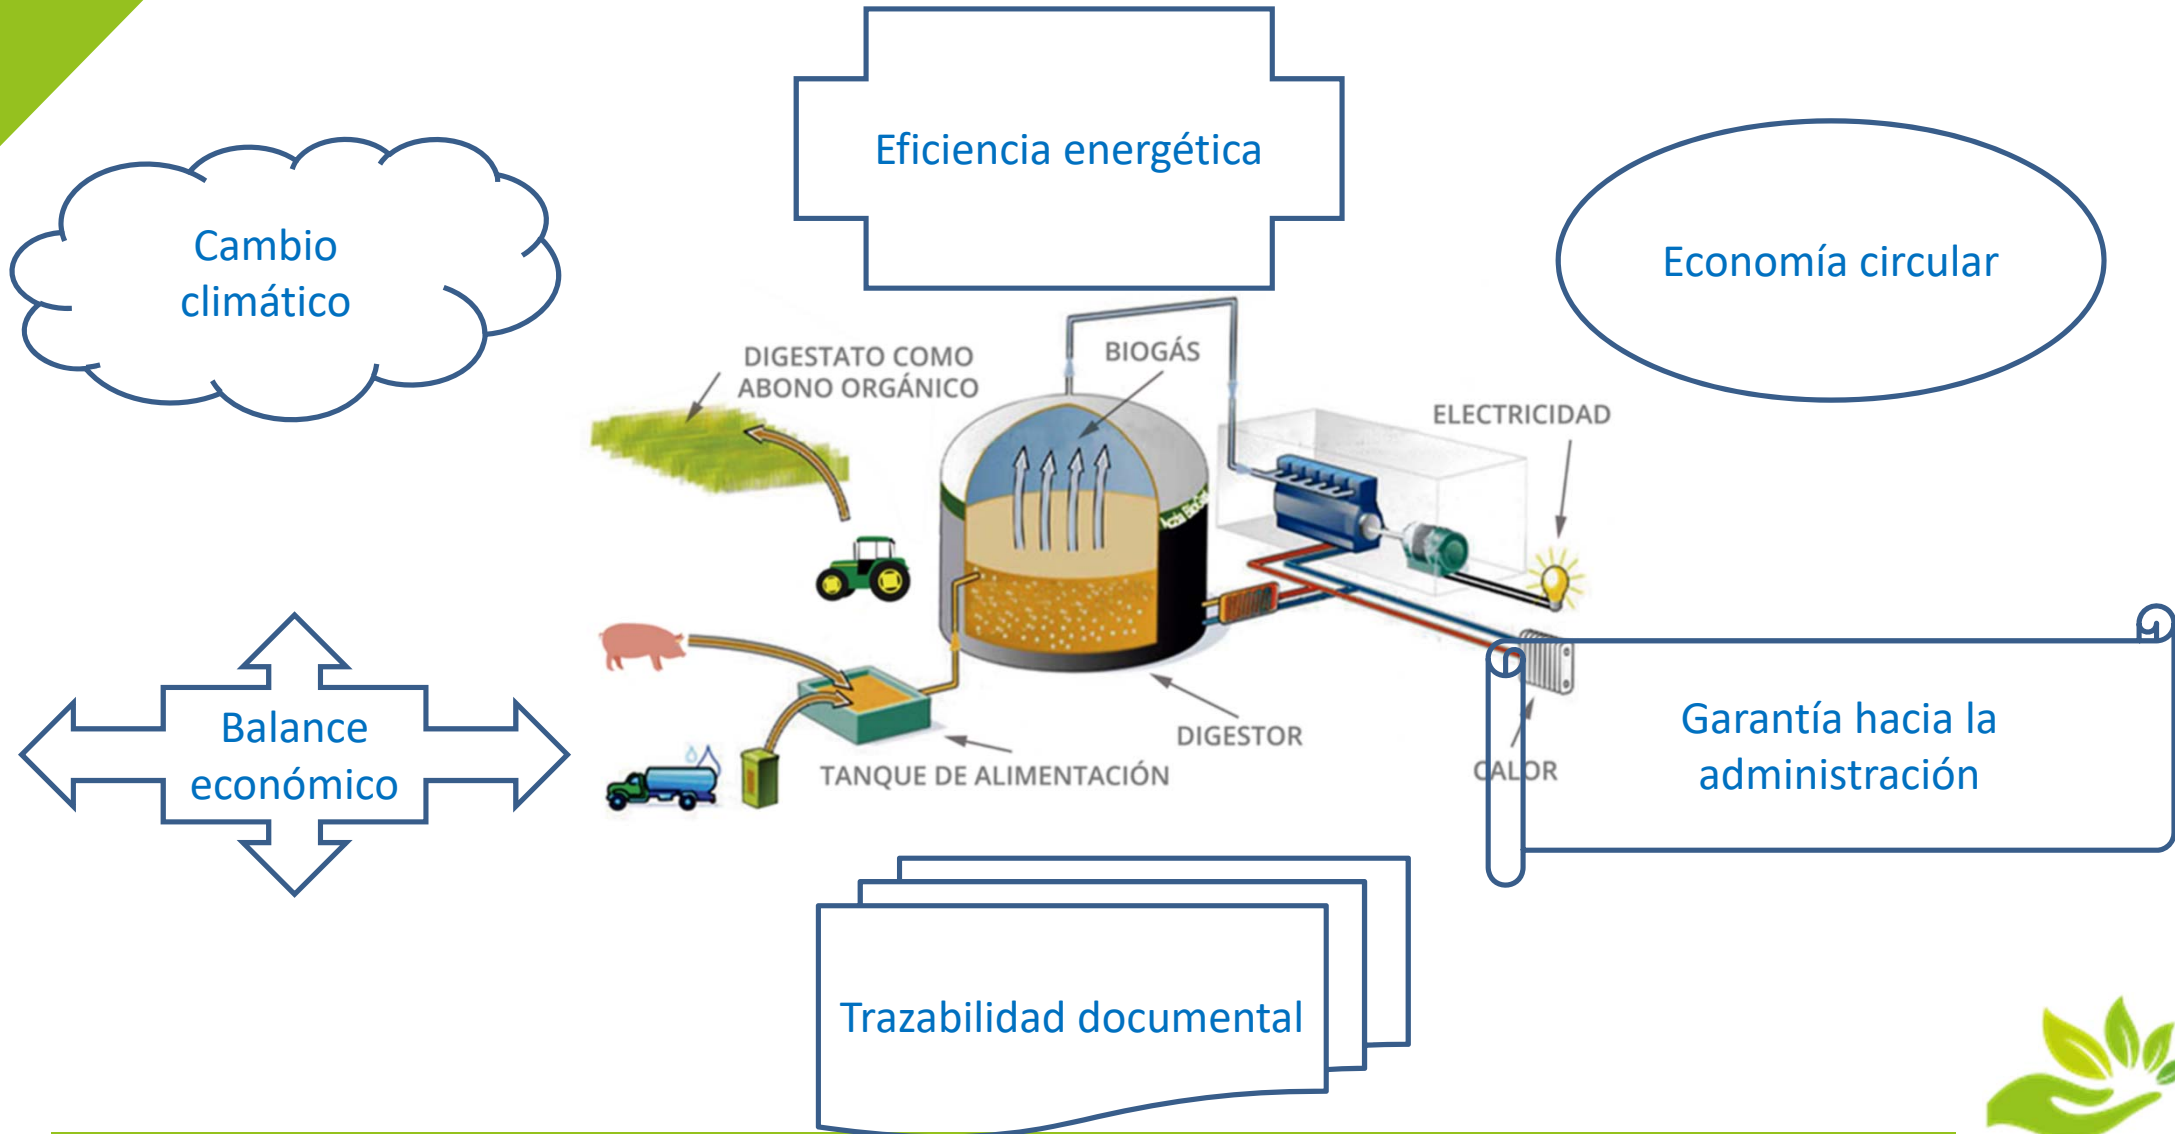 Eficiencia energética
Cambio
climático
Economía circular
DIGESTATO COMO
ABONO ORGÁNICO
BIOGÁS
ELECTRICIDAD
Balance
económico
DIGESTOR
TANQUE DE ALIMENTACIÓN
CALOR
Garantía hacia la
administración
Trazabilidad documental